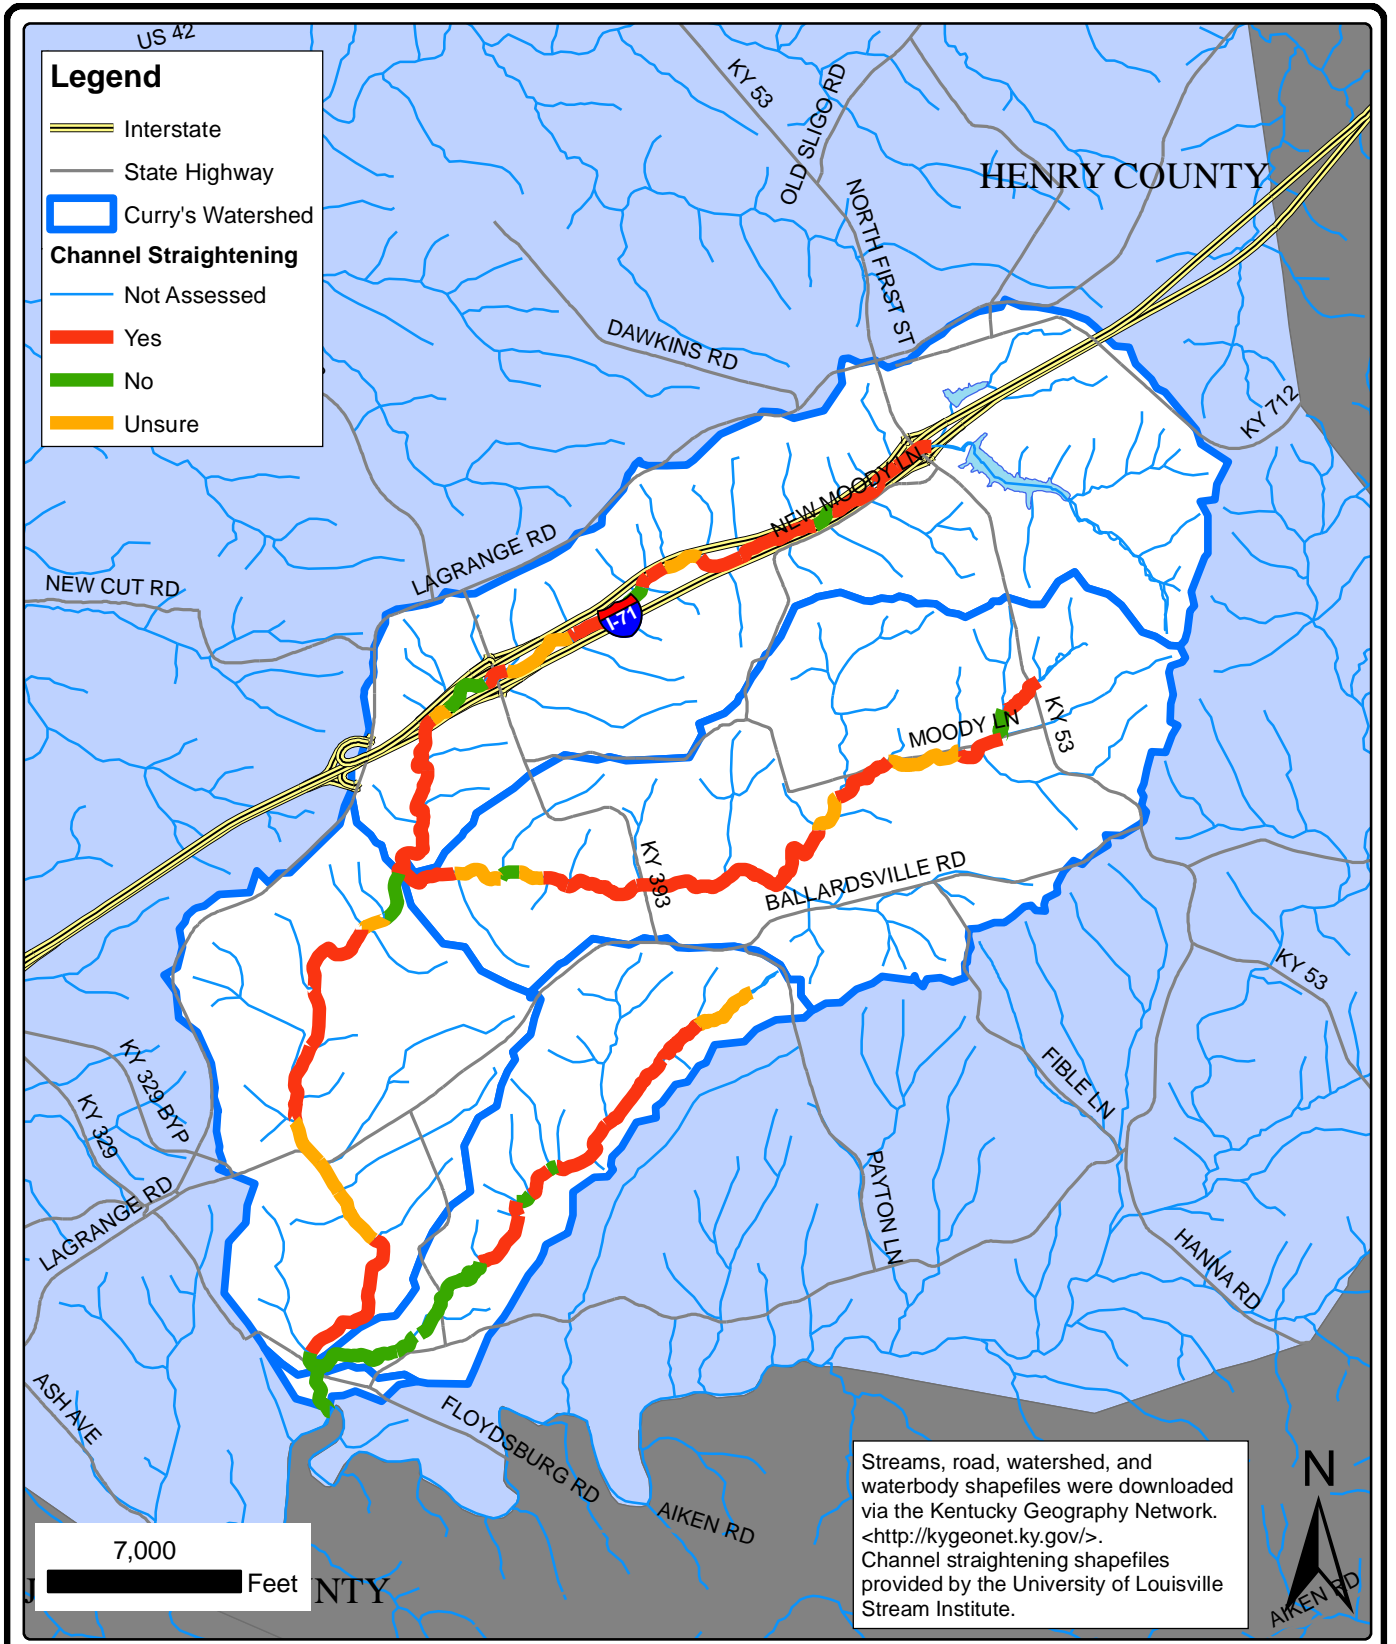 US 42
Legend
Interstate
State Highway
Curry's Watershed
Channel Straightening
Not Assessed
Yes
No
Unsure
KY 53
OLD SLIGO RD
HENRY COUNTY
NORTH FIRST ST
DAWKINS RD
KY 712
NEW MOODY LN
LAGRANGE RD
NEW CUT RD
I-71
MOODY LN
KY 53
KY 393
BALLARDSVILLE RD
KY 53
KY 329 BYP
KY 329
FIBLE LN
LAGRANGE RD
PAYTON LN
HANNA RD
ASH AVE
FLOYDSBURG RD
AIKEN RD
Streams, road, watershed, and
waterbody shapefiles were downloaded
via the Kentucky Geography Network.
<http://kygeonet.ky.gov/>.
Channel straightening shapefiles
provided by the University of Louisville
Stream Institute.
N
AIKEN RD
7,000
Feet
NTY